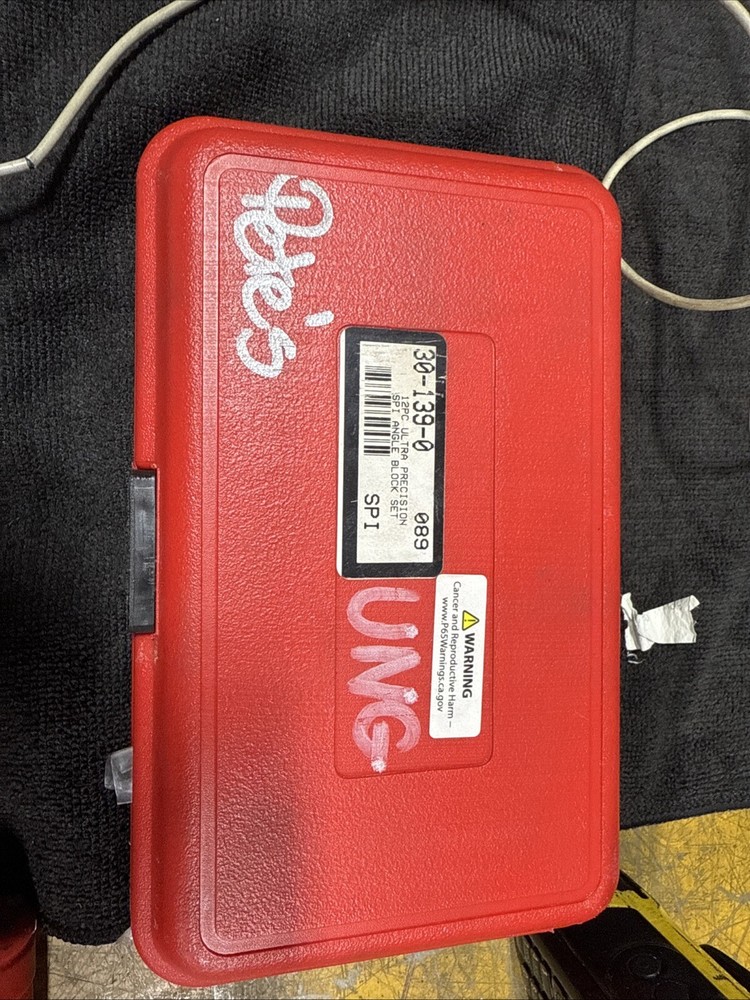 Pete's
30-139-0 089
12PC ULTRA PRECISION
SPI ANGLE BLOCK SET
SPI
UNG
WARNING
Cancer and Reproductive Harm –
www.P65Warnings.ca.gov